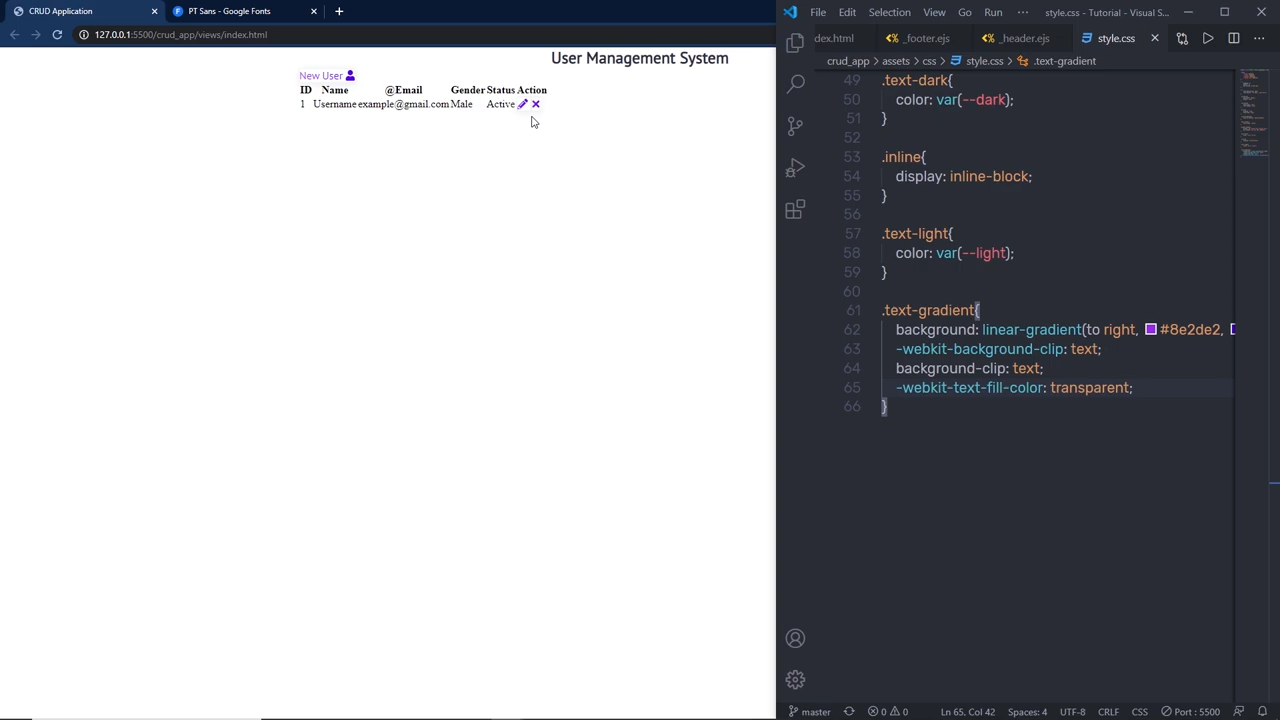 CRUD Application
PT Sans - Google Fonts
127.0.0.1:5500/crud_app/views/index.html
User Management System
New User
ID Name @Email Gender Status Action
1 Username example@gmail.com Male Active
File Edit Selection View Go Run ··· style.css - Tutorial - Visual S...
dex.html _footer.ejs _header.ejs style.css
crud_app > assets > css > style.css > .text-gradient
49 .text-dark{
50 color: var(--dark);
51 }
52
53 .inline{
54 display: inline-block;
55 }
56
57 .text-light{
58 color: var(--light);
59 }
60
61 .text-gradient{
62 background: linear-gradient(to right, #8e2de2,
63 -webkit-background-clip: text;
64 background-clip: text;
65 -webkit-text-fill-color: transparent;
66 }
master 0 0 Ln 65, Col 42 Spaces: 4 UTF-8 CRLF CSS Port : 5500